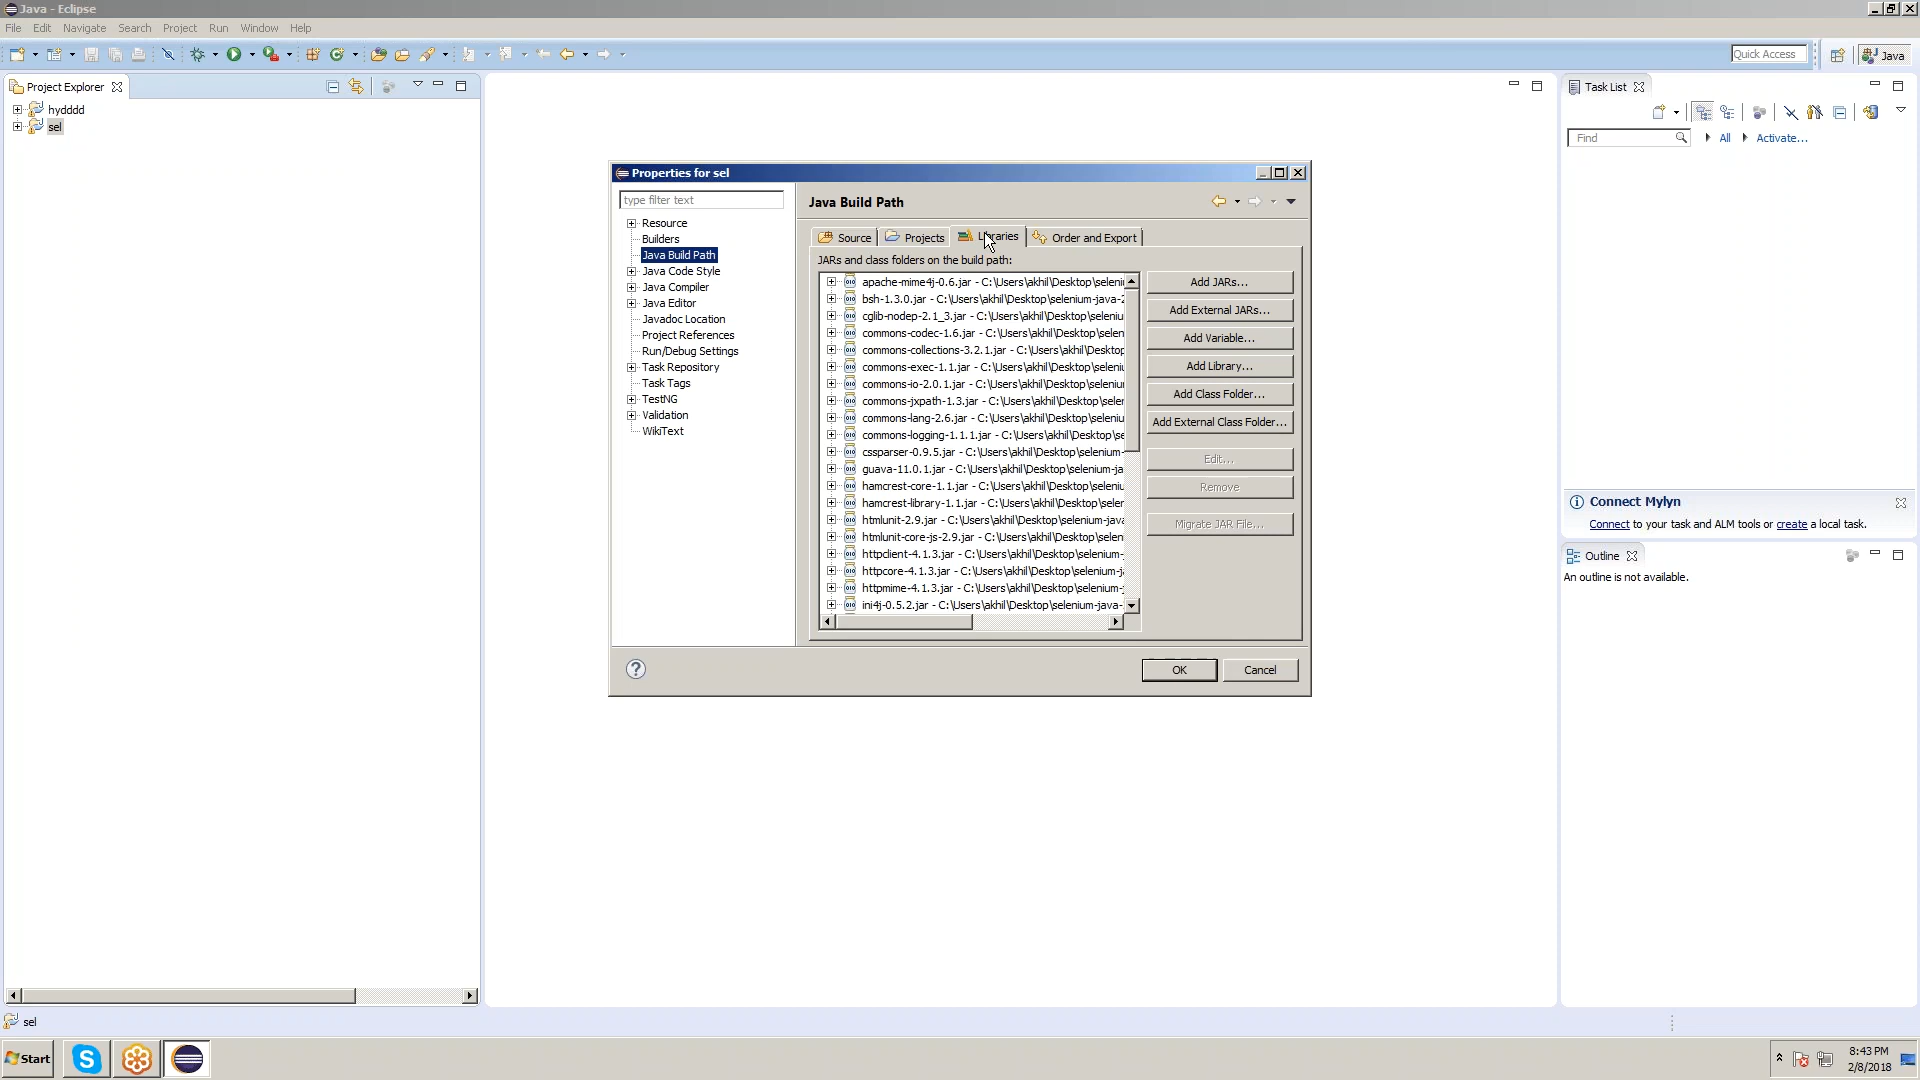 Java - Eclipse
File Edit Navigate Search Project Run Window Help
Quick Access
Java
Project Explorer
hydddd
sel
Task List
Find
All
Activate...
Properties for sel
type filter text
Resource
Builders
Java Build Path
Java Code Style
Java Compiler
Java Editor
Javadoc Location
Project References
Run/Debug Settings
Task Repository
Task Tags
TestNG
Validation
WikiText
Java Build Path
Source
Projects
Libraries
Order and Export
JARs and class folders on the build path:
apache-mime4j-0.6.jar - C:\Users\akhil\Desktop\seleni
bsh-1.3.0.jar - C:\Users\akhil\Desktop\selenium-java-2
cglib-nodep-2.1_3.jar - C:\Users\akhil\Desktop\seleniu
commons-codec-1.6.jar - C:\Users\akhil\Desktop\selen
commons-collections-3.2.1.jar - C:\Users\akhil\Desktop
commons-exec-1.1.jar - C:\Users\akhil\Desktop\seleniu
commons-io-2.0.1.jar - C:\Users\akhil\Desktop\seleniu
commons-jxpath-1.3.jar - C:\Users\akhil\Desktop\seler
commons-lang-2.6.jar - C:\Users\akhil\Desktop\seleniu
commons-logging-1.1.1.jar - C:\Users\akhil\Desktop\se
cssparser-0.9.5.jar - C:\Users\akhil\Desktop\selenium-
guava-11.0.1.jar - C:\Users\akhil\Desktop\selenium-ja
hamcrest-core-1.1.jar - C:\Users\akhil\Desktop\seleniu
hamcrest-library-1.1.jar - C:\Users\akhil\Desktop\seler
htmlunit-2.9.jar - C:\Users\akhil\Desktop\selenium-java
htmlunit-core-js-2.9.jar - C:\Users\akhil\Desktop\selen
httpclient-4.1.3.jar - C:\Users\akhil\Desktop\selenium-
httpcore-4.1.3.jar - C:\Users\akhil\Desktop\selenium-j
httpmime-4.1.3.jar - C:\Users\akhil\Desktop\selenium-
ini4j-0.5.2.jar - C:\Users\akhil\Desktop\selenium-java-
Add JARs...
Add External JARs...
Add Variable...
Add Library...
Add Class Folder...
Add External Class Folder...
Edit...
Remove
Migrate JAR File...
OK
Cancel
Connect Mylyn
Connect to your task and ALM tools or create a local task.
Outline
An outline is not available.
sel
Start
8:43 PM
2/8/2018